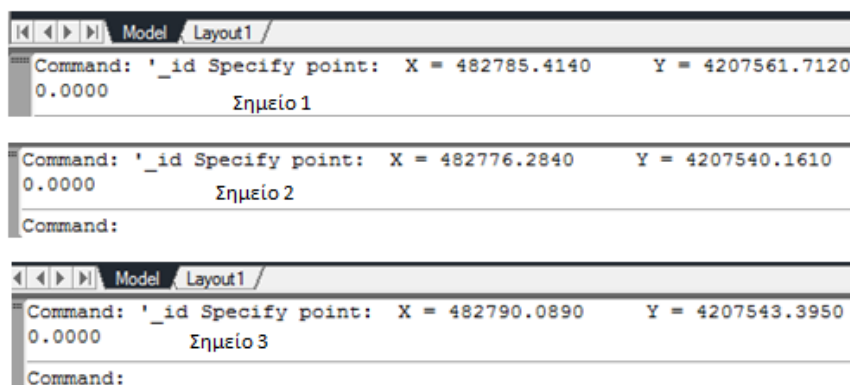 Model Layout1
Command: '_id Specify point: X = 482785.4140 Y = 4207561.7120
0.0000
Σημείο 1
Command: '_id Specify point: X = 482776.2840 Y = 4207540.1610
0.0000
Σημείο 2
Command:
Model Layout1
Command: '_id Specify point: X = 482790.0890 Y = 4207543.3950
0.0000
Σημείο 3
Command: